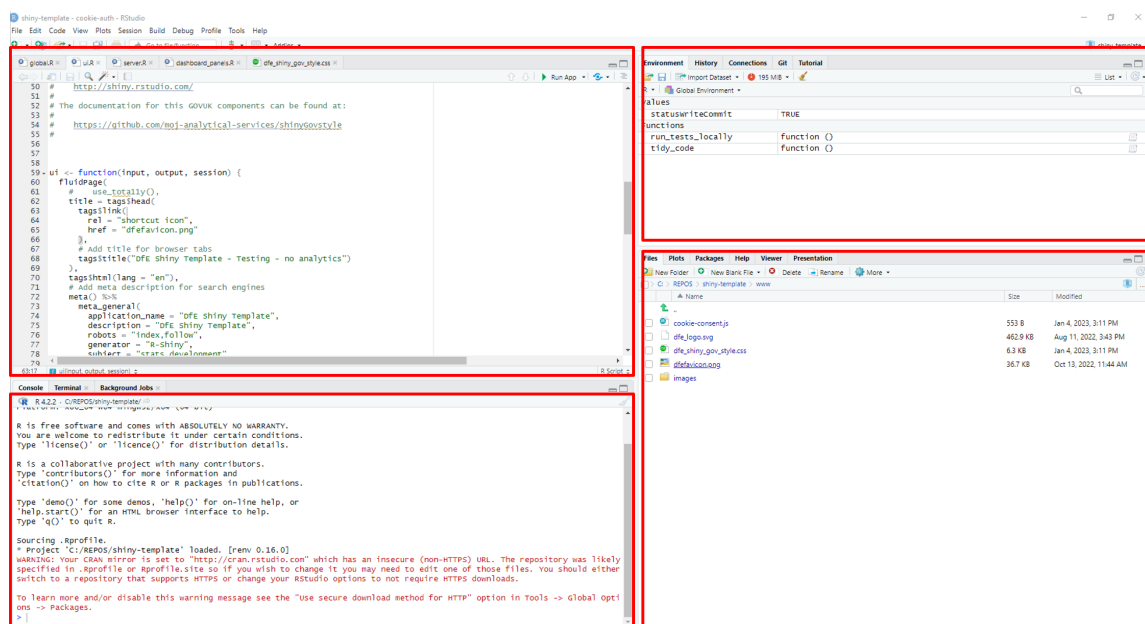 shiny-template - cookie-auth - RStudio
File Edit Code View Plots Session Build Debug Profile Tools Help
Go to file/function Addins shiny-template
global.R ui.R server.R dashboard_panels.R dfe_shiny_gov_style.css
Run App
50 # http://shiny.rstudio.com/
51 #
52 # The documentation for this GOVUK components can be found at:
53 #
54 # https://github.com/moj-analytical-services/shinyGovstyle
55 #
56
57
58
59 ui <- function(input, output, session) {
60 fluidPage(
61 # use_tota11y(),
62 title = tags$head(
63 tags$link(
64 rel = "shortcut icon",
65 href = "dfefavicon.png"
66 ),
67 # Add title for browser tabs
68 tags$title("DfE Shiny Template - Testing - no analytics")
69 ),
70 tags$html(lang = "en"),
71 # Add meta description for search engines
72 meta() %>%
73 meta_general(
74 application_name = "DfE Shiny Template",
75 description = "DfE Shiny Template",
76 robots = "index,follow",
77 generator = "R-Shiny",
78 subject = "stats development"
79
63:17 ui(input, output, session) R Script
Console Terminal Background Jobs
R 4.2.2 · C:/REPOS/shiny-template/
Platform: x86_64-w64-mingw32/x64 (64-bit)
R is free software and comes with ABSOLUTELY NO WARRANTY.
You are welcome to redistribute it under certain conditions.
Type 'license()' or 'licence()' for distribution details.
R is a collaborative project with many contributors.
Type 'contributors()' for more information and
'citation()' on how to cite R or R packages in publications.
Type 'demo()' for some demos, 'help()' for on-line help, or
'help.start()' for an HTML browser interface to help.
Type 'q()' to quit R.
Sourcing .Rprofile.
* Project 'C:/REPOS/shiny-template' loaded. [renv 0.16.0]
WARNING: Your CRAN mirror is set to "http://cran.rstudio.com" which has an insecure (non-HTTPS) URL. The repository was likely
specified in .Rprofile or Rprofile.site so if you wish to change it you may need to edit one of those files. You should either
switch to a repository that supports HTTPS or change your RStudio options to not require HTTPS downloads.
To learn more and/or disable this warning message see the "Use secure download method for HTTP" option in Tools -> Global Opti
ons -> Packages.
>
Environment History Connections Git Tutorial
Import Dataset 195 MiB List
R Global Environment
values
statusWriteCommit TRUE
Functions
run_tests_locally function ()
tidy_code function ()
Files Plots Packages Help Viewer Presentation
New Folder New Blank File Delete Rename More
C: > REPOS > shiny-template > www
Name Size Modified
..
cookie-consent.js 553 B Jan 4, 2023, 3:11 PM
dfe_logo.svg 462.9 KB Aug 11, 2022, 3:43 PM
dfe_shiny_gov_style.css 6.3 KB Jan 4, 2023, 3:11 PM
dfefavicon.png 36.7 KB Oct 13, 2022, 11:44 AM
images